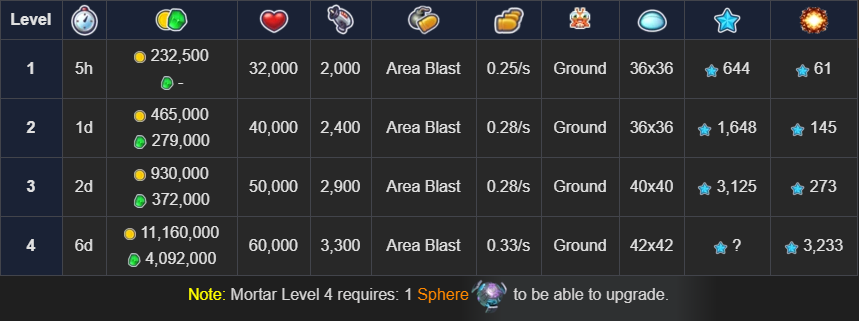 Level
1 5h 232,500 - 32,000 2,000 Area Blast 0.25/s Ground 36x36 644 61
2 1d 465,000 279,000 40,000 2,400 Area Blast 0.28/s Ground 36x36 1,648 145
3 2d 930,000 372,000 50,000 2,900 Area Blast 0.28/s Ground 40x40 3,125 273
4 6d 11,160,000 4,092,000 60,000 3,300 Area Blast 0.33/s Ground 42x42 ? 3,233
Note: Mortar Level 4 requires: 1 Sphere to be able to upgrade.